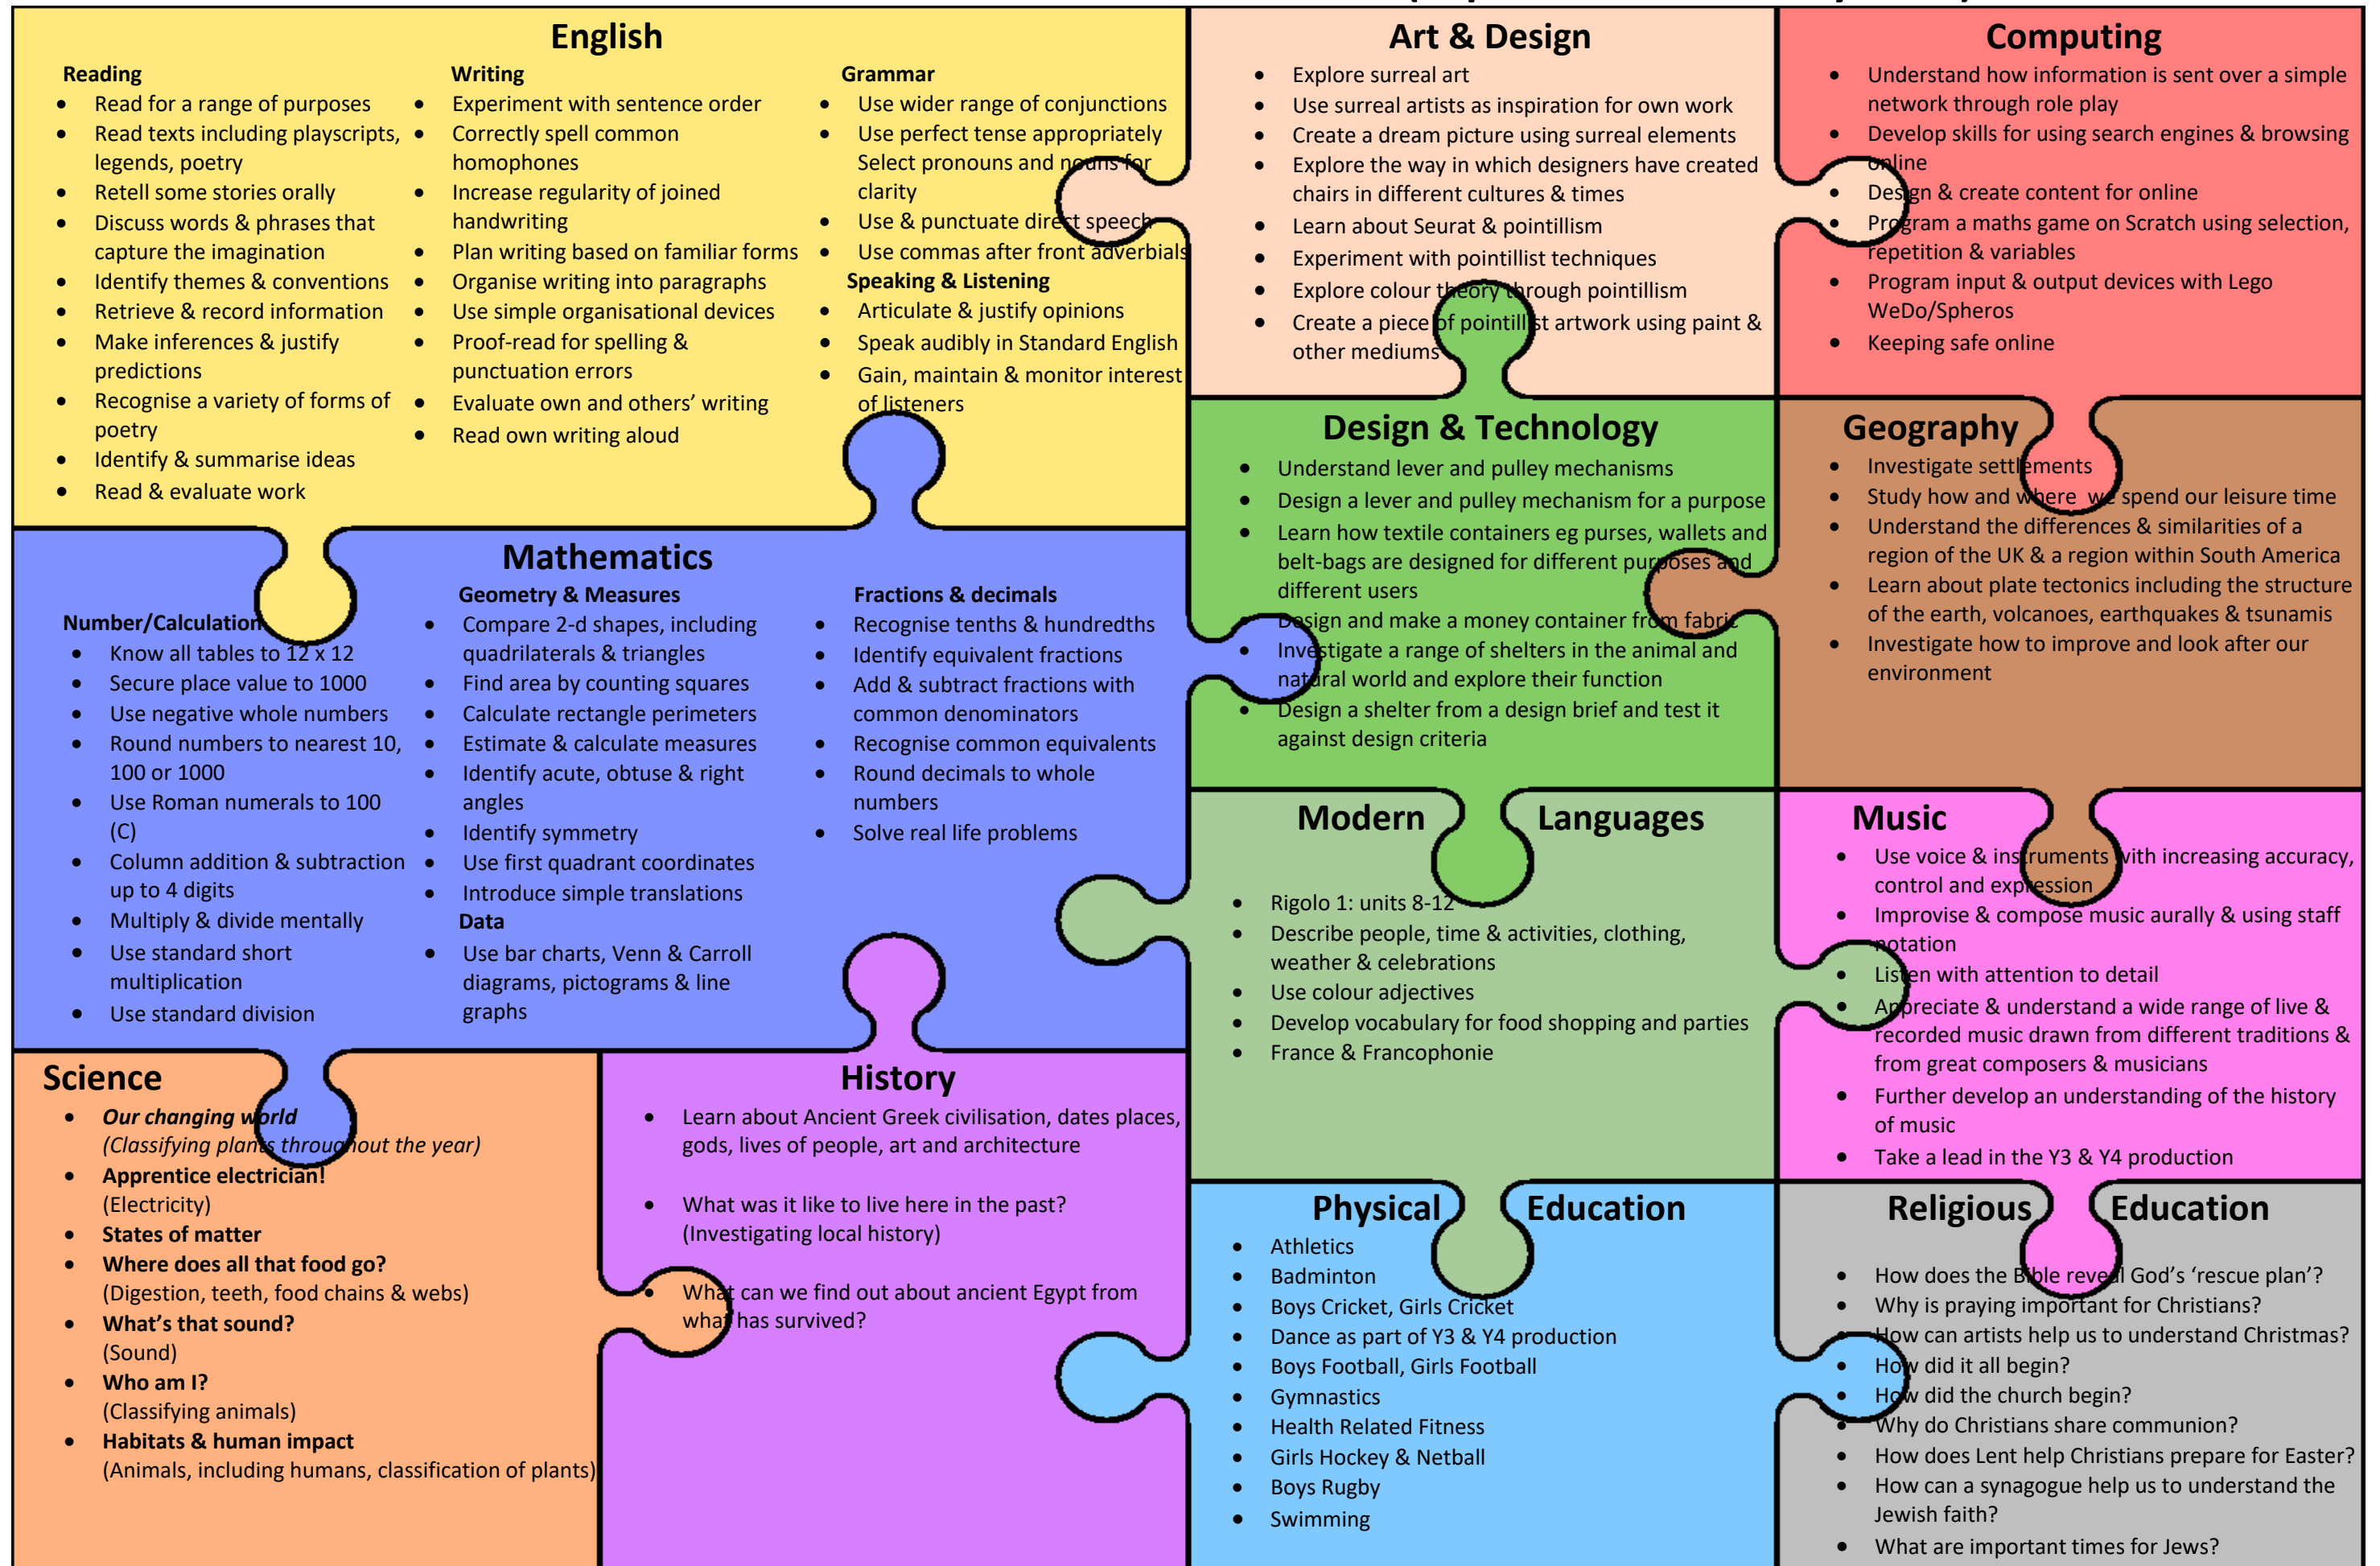 English
Reading
• Read for a range of purposes
• Read texts including playscripts,
legends, poetry
• Retell some stories orally
• Discuss words & phrases that
capture the imagination
• Identify themes & conventions
• Retrieve & record information
• Make inferences & justify
predictions
• Recognise a variety of forms of
poetry
• Identify & summarise ideas
• Read & evaluate work
Writing
• Experiment with sentence order
• Correctly spell common
homophones
• Increase regularity of joined
handwriting
• Plan writing based on familiar forms
• Organise writing into paragraphs
• Use simple organisational devices
• Proof-read for spelling &
punctuation errors
• Evaluate own and others’ writing
• Read own writing aloud
Grammar
• Use wider range of conjunctions
• Use perfect tense appropriately
Select pronouns and nouns for
clarity
• Use & punctuate direct speech
• Use commas after front adverbials
Speaking & Listening
• Articulate & justify opinions
• Speak audibly in Standard English
• Gain, maintain & monitor interest
of listeners
Art & Design
• Explore surreal art
• Use surreal artists as inspiration for own work
• Create a dream picture using surreal elements
• Explore the way in which designers have created
chairs in different cultures & times
• Learn about Seurat & pointillism
• Experiment with pointillist techniques
• Explore colour theory through pointillism
• Create a piece of pointillist artwork using paint &
other mediums
Computing
• Understand how information is sent over a simple
network through role play
• Develop skills for using search engines & browsing
online
• Design & create content for online
• Program a maths game on Scratch using selection,
repetition & variables
• Program input & output devices with Lego
WeDo/Spheros
• Keeping safe online
Design & Technology
• Understand lever and pulley mechanisms
• Design a lever and pulley mechanism for a purpose
• Learn how textile containers eg purses, wallets and
belt-bags are designed for different purposes and
different users
• Design and make a money container from fabric
• Investigate a range of shelters in the animal and
natural world and explore their function
• Design a shelter from a design brief and test it
against design criteria
Geography
• Investigate settlements
• Study how and where we spend our leisure time
• Understand the differences & similarities of a
region of the UK & a region within South America
• Learn about plate tectonics including the structure
of the earth, volcanoes, earthquakes & tsunamis
• Investigate how to improve and look after our
environment
Mathematics
Number/Calculation
• Know all tables to 12 x 12
• Secure place value to 1000
• Use negative whole numbers
• Round numbers to nearest 10,
100 or 1000
• Use Roman numerals to 100
(C)
• Column addition & subtraction
up to 4 digits
• Multiply & divide mentally
• Use standard short
multiplication
• Use standard division
Geometry & Measures
• Compare 2-d shapes, including
quadrilaterals & triangles
• Find area by counting squares
• Calculate rectangle perimeters
• Estimate & calculate measures
• Identify acute, obtuse & right
angles
• Identify symmetry
• Use first quadrant coordinates
• Introduce simple translations
Data
• Use bar charts, Venn & Carroll
diagrams, pictograms & line
graphs
Fractions & decimals
• Recognise tenths & hundredths
• Identify equivalent fractions
• Add & subtract fractions with
common denominators
• Recognise common equivalents
• Round decimals to whole
numbers
• Solve real life problems
Modern Languages
• Rigolo 1: units 8-12
• Describe people, time & activities, clothing,
weather & celebrations
• Use colour adjectives
• Develop vocabulary for food shopping and parties
• France & Francophonie
Music
• Use voice & instruments with increasing accuracy,
control and expression
• Improvise & compose music aurally & using staff
notation
• Listen with attention to detail
• Appreciate & understand a wide range of live &
recorded music drawn from different traditions &
from great composers & musicians
• Further develop an understanding of the history
of music
• Take a lead in the Y3 & Y4 production
Science
• Our changing world
(Classifying plants throughout the year)
• Apprentice electrician!
(Electricity)
• States of matter
• Where does all that food go?
(Digestion, teeth, food chains & webs)
• What’s that sound?
(Sound)
• Who am I?
(Classifying animals)
• Habitats & human impact
(Animals, including humans, classification of plants)
History
• Learn about Ancient Greek civilisation, dates places,
gods, lives of people, art and architecture
• What was it like to live here in the past?
(Investigating local history)
• What can we find out about ancient Egypt from
what has survived?
Physical Education
• Athletics
• Badminton
• Boys Cricket, Girls Cricket
• Dance as part of Y3 & Y4 production
• Boys Football, Girls Football
• Gymnastics
• Health Related Fitness
• Girls Hockey & Netball
• Boys Rugby
• Swimming
Religious Education
• How does the Bible reveal God’s ‘rescue plan’?
• Why is praying important for Christians?
• How can artists help us to understand Christmas?
• How did it all begin?
• How did the church begin?
• Why do Christians share communion?
• How does Lent help Christians prepare for Easter?
• How can a synagogue help us to understand the
Jewish faith?
• What are important times for Jews?